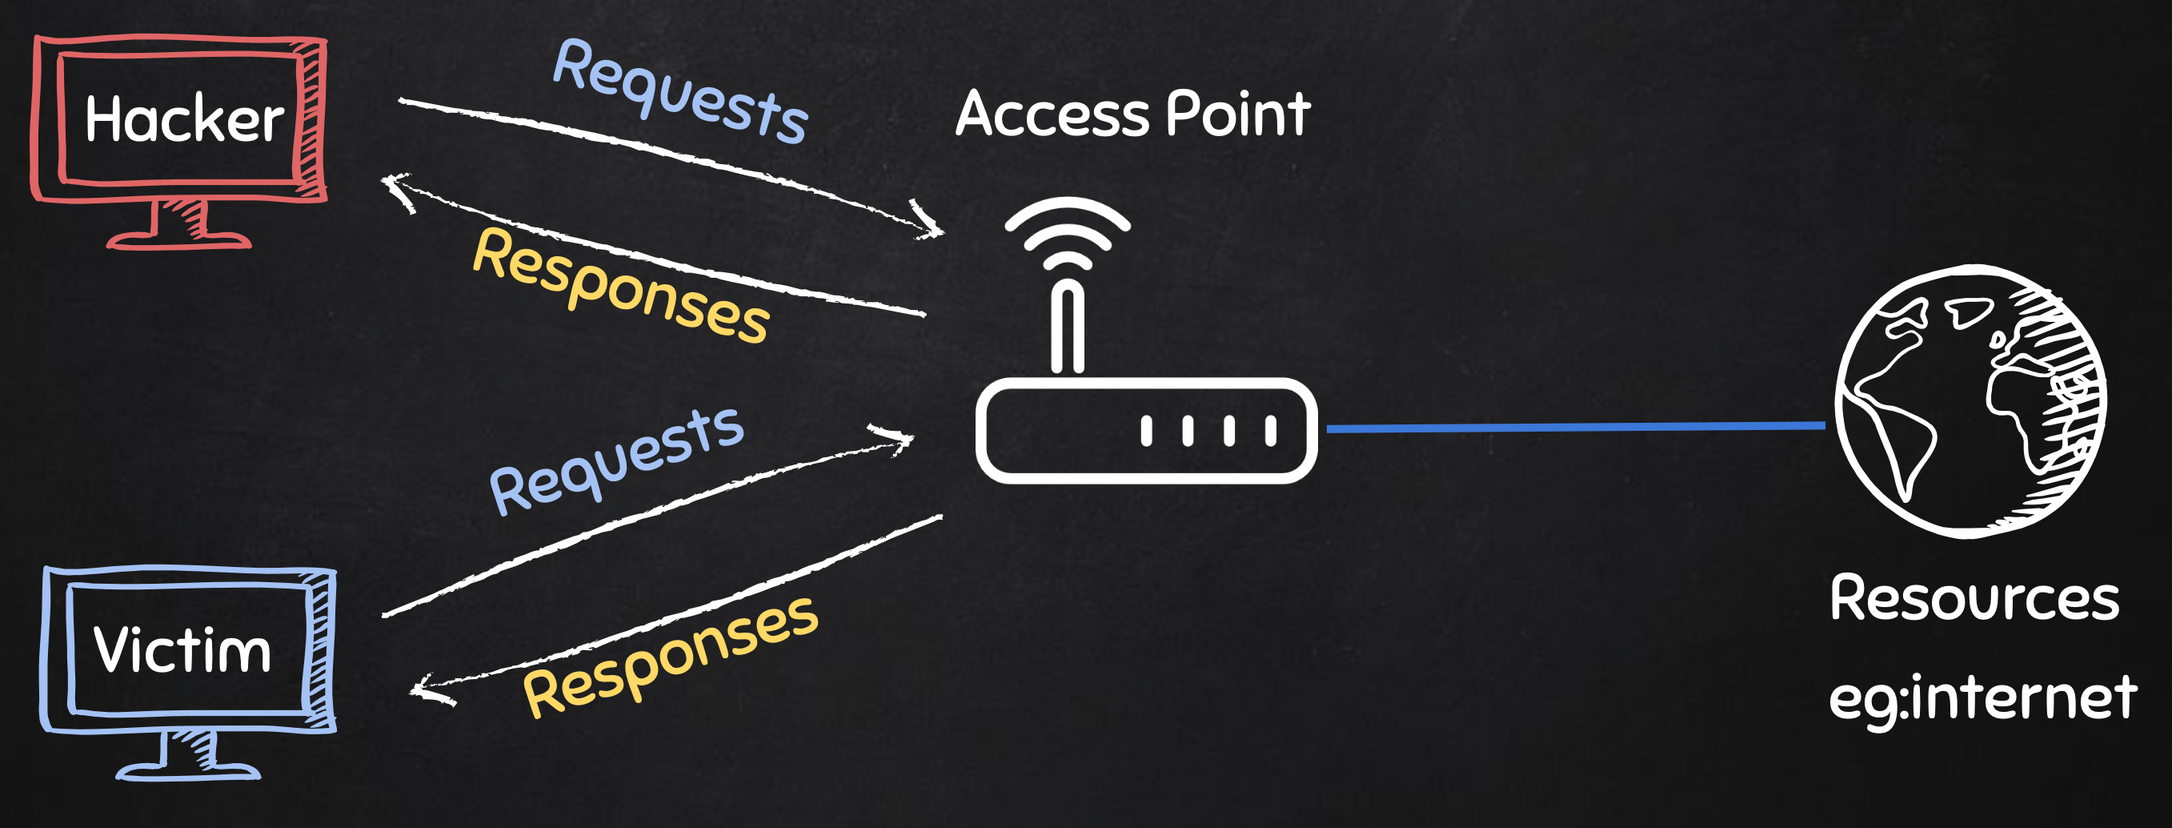 Hacker
Requests
Responses
Access Point
Requests
Responses
Victim
Resources
eg:internet